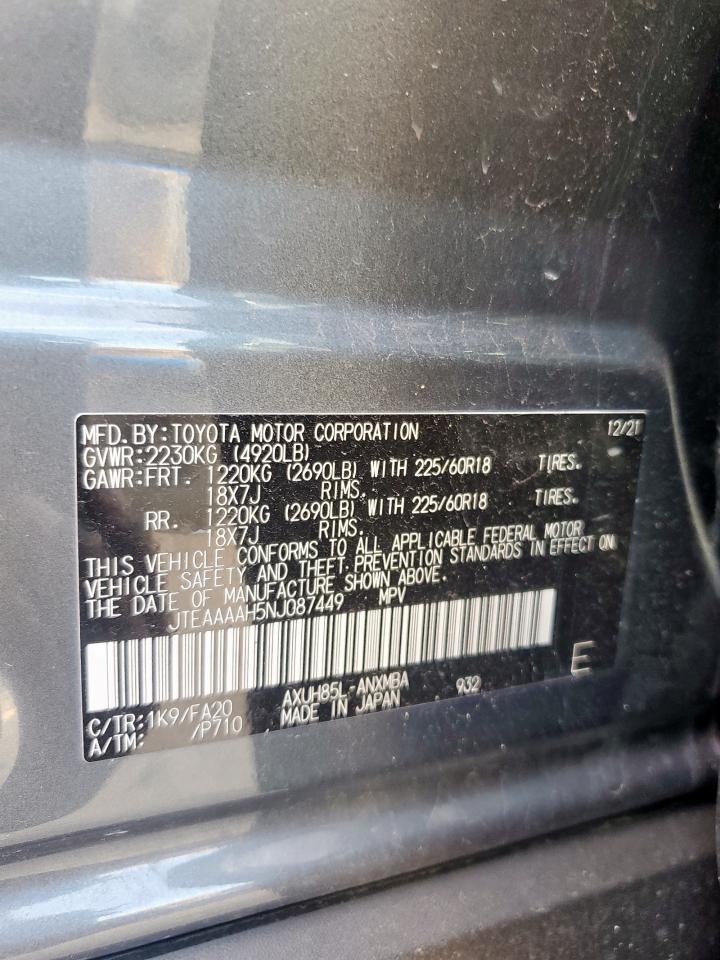 MFD. BY: TOYOTA MOTOR CORPORATION 12/21
GVWR:2230KG (4920LB)
GAWR:FRT. 1220KG (2690LB) WITH 225/60R18 TIRES.
18X7J RIMS.
RR. 1220KG (2690LB) WITH 225/60R18 TIRES.
18X7J RIMS.
THIS VEHICLE CONFORMS TO ALL APPLICABLE FEDERAL MOTOR
VEHICLE SAFETY AND THEFT PREVENTION STANDARDS IN EFFECT ON
THE DATE OF MANUFACTURE SHOWN ABOVE.
JTEAAAAH5NJ087449 MPV
E
AXUH85L-ANXMBA 932
C/TR:1K9/FA20 MADE IN JAPAN
A/TM: /P710